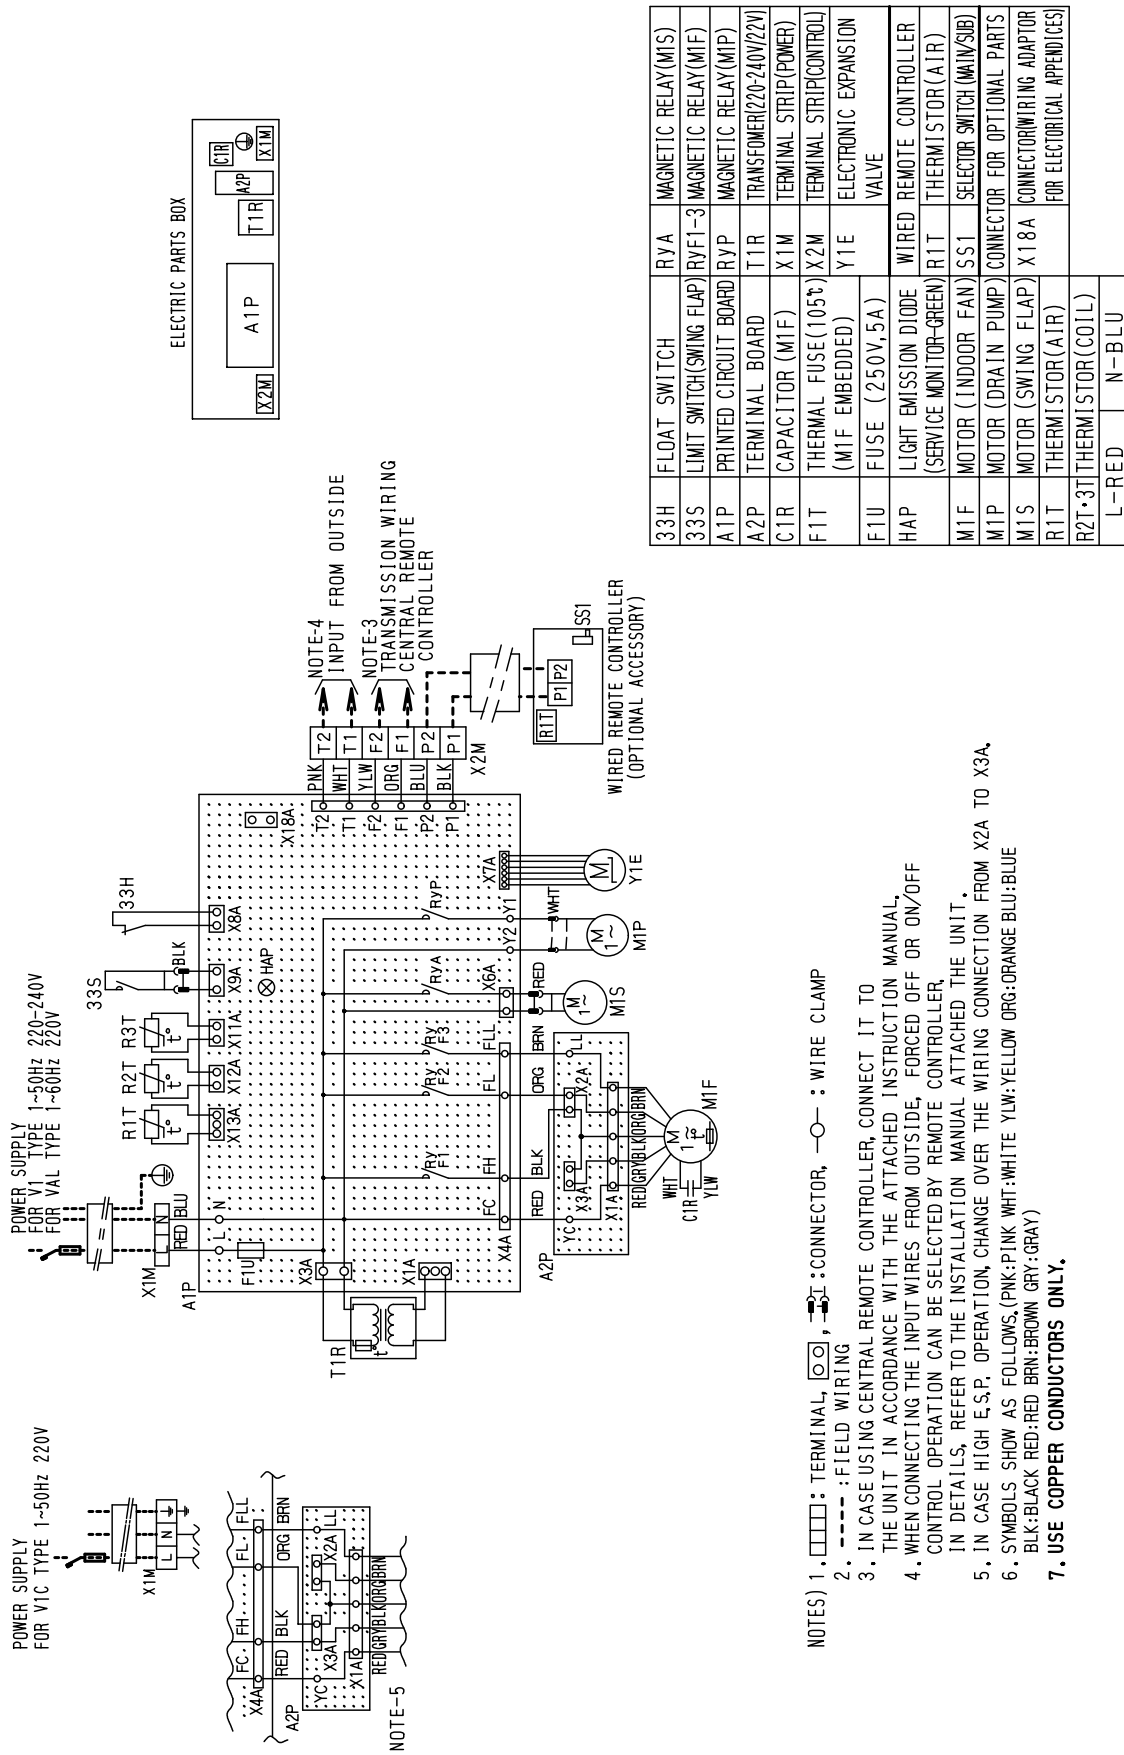 POWER SUPPLY
FOR V1C TYPE 1~50Hz 220V
X1M
L N
FC FH FL FLL
X4A
RED BLK ORG BRN
A2P
YC X3A X2A LL
X1A
RED GRY BLK ORG BRN
NOTE-5
POWER SUPPLY
FOR V1 TYPE 1~50Hz 220-240V
FOR VAL TYPE 1~60Hz 220V
X1M
L N
RED BLU
A1P
L N
F1U
X3A
X1A
T1R
t°
R1T R2T R3T
t° t° t°
X13A X12A X11A
33S
BLK
X9A
HAP
33H
X8A
X18A
Ry F1
Ry F2
Ry F3
RyA
RyP
X4A
FC FH FL FLL
X6A
Y2 Y1
X7A
RED BLK ORG BRN
RED
WHT
A2P
YC X3A X2A LL
X1A
RED GRY BLK ORG BRN
WHT
C1R
YLW
M 1~ t°
M1F
M 1~
M1S
M 1~
M1P
M
Y1E
T2 T1 F2 F1 P2 P1
PNK WHT YLW ORG BLU BLK
T2 T1 F2 F1 P2 P1
X2M
NOTE-4
INPUT FROM OUTSIDE
NOTE-3
TRANSMISSION WIRING
CENTRAL REMOTE
CONTROLLER
R1T
P1 P2
SS1
WIRED REMOTE CONTROLLER
(OPTIONAL ACCESSORY)
ELECTRIC PARTS BOX
X2M
A1P
T1R
A2P
C1R
X1M
NOTES) 1. : TERMINAL, , :CONNECTOR, : WIRE CLAMP
2. :FIELD WIRING
3. IN CASE USING CENTRAL REMOTE CONTROLLER, CONNECT IT TO
THE UNIT IN ACCORDANCE WITH THE ATTACHED INSTRUCTION MANUAL.
4. WHEN CONNECTING THE INPUT WIRES FROM OUTSIDE, FORCED OFF OR ON/OFF
CONTROL OPERATION CAN BE SELECTED BY REMOTE CONTROLLER.
IN DETAILS, REFER TO THE INSTALLATION MANUAL ATTACHED THE UNIT.
5. IN CASE HIGH E.S.P. OPERATION, CHANGE OVER THE WIRING CONNECTION FROM X2A TO X3A.
6. SYMBOLS SHOW AS FOLLOWS.(PNK:PINK WHT:WHITE YLW:YELLOW ORG:ORANGE BLU:BLUE
BLK:BLACK RED:RED BRN:BROWN GRY:GRAY)
7. USE COPPER CONDUCTORS ONLY.
33H FLOAT SWITCH RyA MAGNETIC RELAY(M1S)
33S LIMIT SWITCH(SWING FLAP) RyF1-3 MAGNETIC RELAY(M1F)
A1P PRINTED CIRCUIT BOARD RyP MAGNETIC RELAY(M1P)
A2P TERMINAL BOARD T1R TRANSFOMER(220-240V/22V)
C1R CAPACITOR (M1F) X1M TERMINAL STRIP(POWER)
F1T THERMAL FUSE(105℃) X2M TERMINAL STRIP(CONTROL)
(M1F EMBEDDED) Y1E ELECTRONIC EXPANSION
F1U FUSE (250V,5A) VALVE
HAP LIGHT EMISSION DIODE WIRED REMOTE CONTROLLER
(SERVICE MONITOR-GREEN) R1T THERMISTOR(AIR)
M1F MOTOR (INDOOR FAN) SS1 SELECTOR SWITCH (MAIN/SUB)
M1P MOTOR (DRAIN PUMP) CONNECTOR FOR OPTIONAL PARTS
M1S MOTOR (SWING FLAP) X18A CONNECTOR(WIRING ADAPTOR
R1T THERMISTOR(AIR) FOR ELECTORICAL APPENDICES)
R2T·3T THERMISTOR(COIL)
L-RED N-BLU